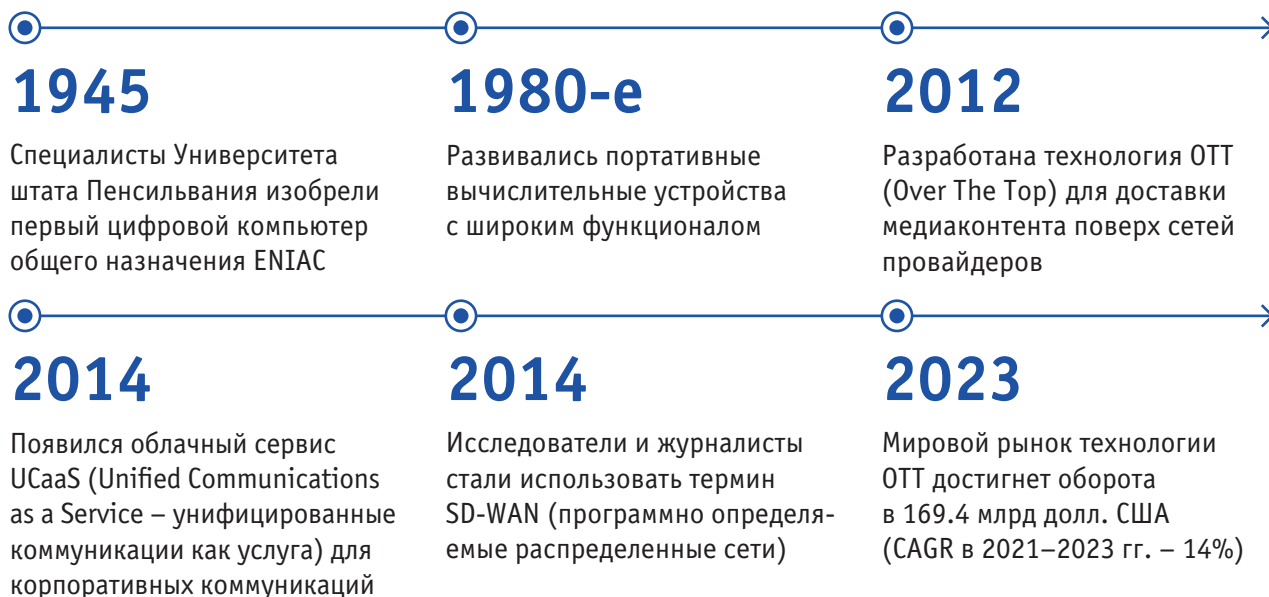 1945
Специалисты Университета
штата Пенсильвания изобрели
первый цифровой компьютер
общего назначения ENIAC
1980-е
Развивались портативные
вычислительные устройства
с широким функционалом
2012
Разработана технология ОТТ
(Over The Top) для доставки
медиаконтента поверх сетей
провайдеров
2014
Появился облачный сервис
UCaaS (Unified Communications
as a Service – унифицированные
коммуникации как услуга) для
корпоративных коммуникаций
2014
Исследователи и журналисты
стали использовать термин
SD-WAN (программно определя-
емые распределенные сети)
2023
Мировой рынок технологии
ОТТ достигнет оборота
в 169.4 млрд долл. США
(CAGR в 2021–2023 гг. – 14%)